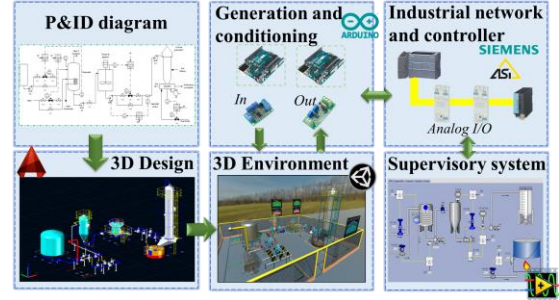 P&ID diagram
Generation and
conditioning
ARDUINO
In
Out
Industrial network
and controller
SIEMENS
ASi
Analog I/O
3D Design
3D Environment
Supervisory system